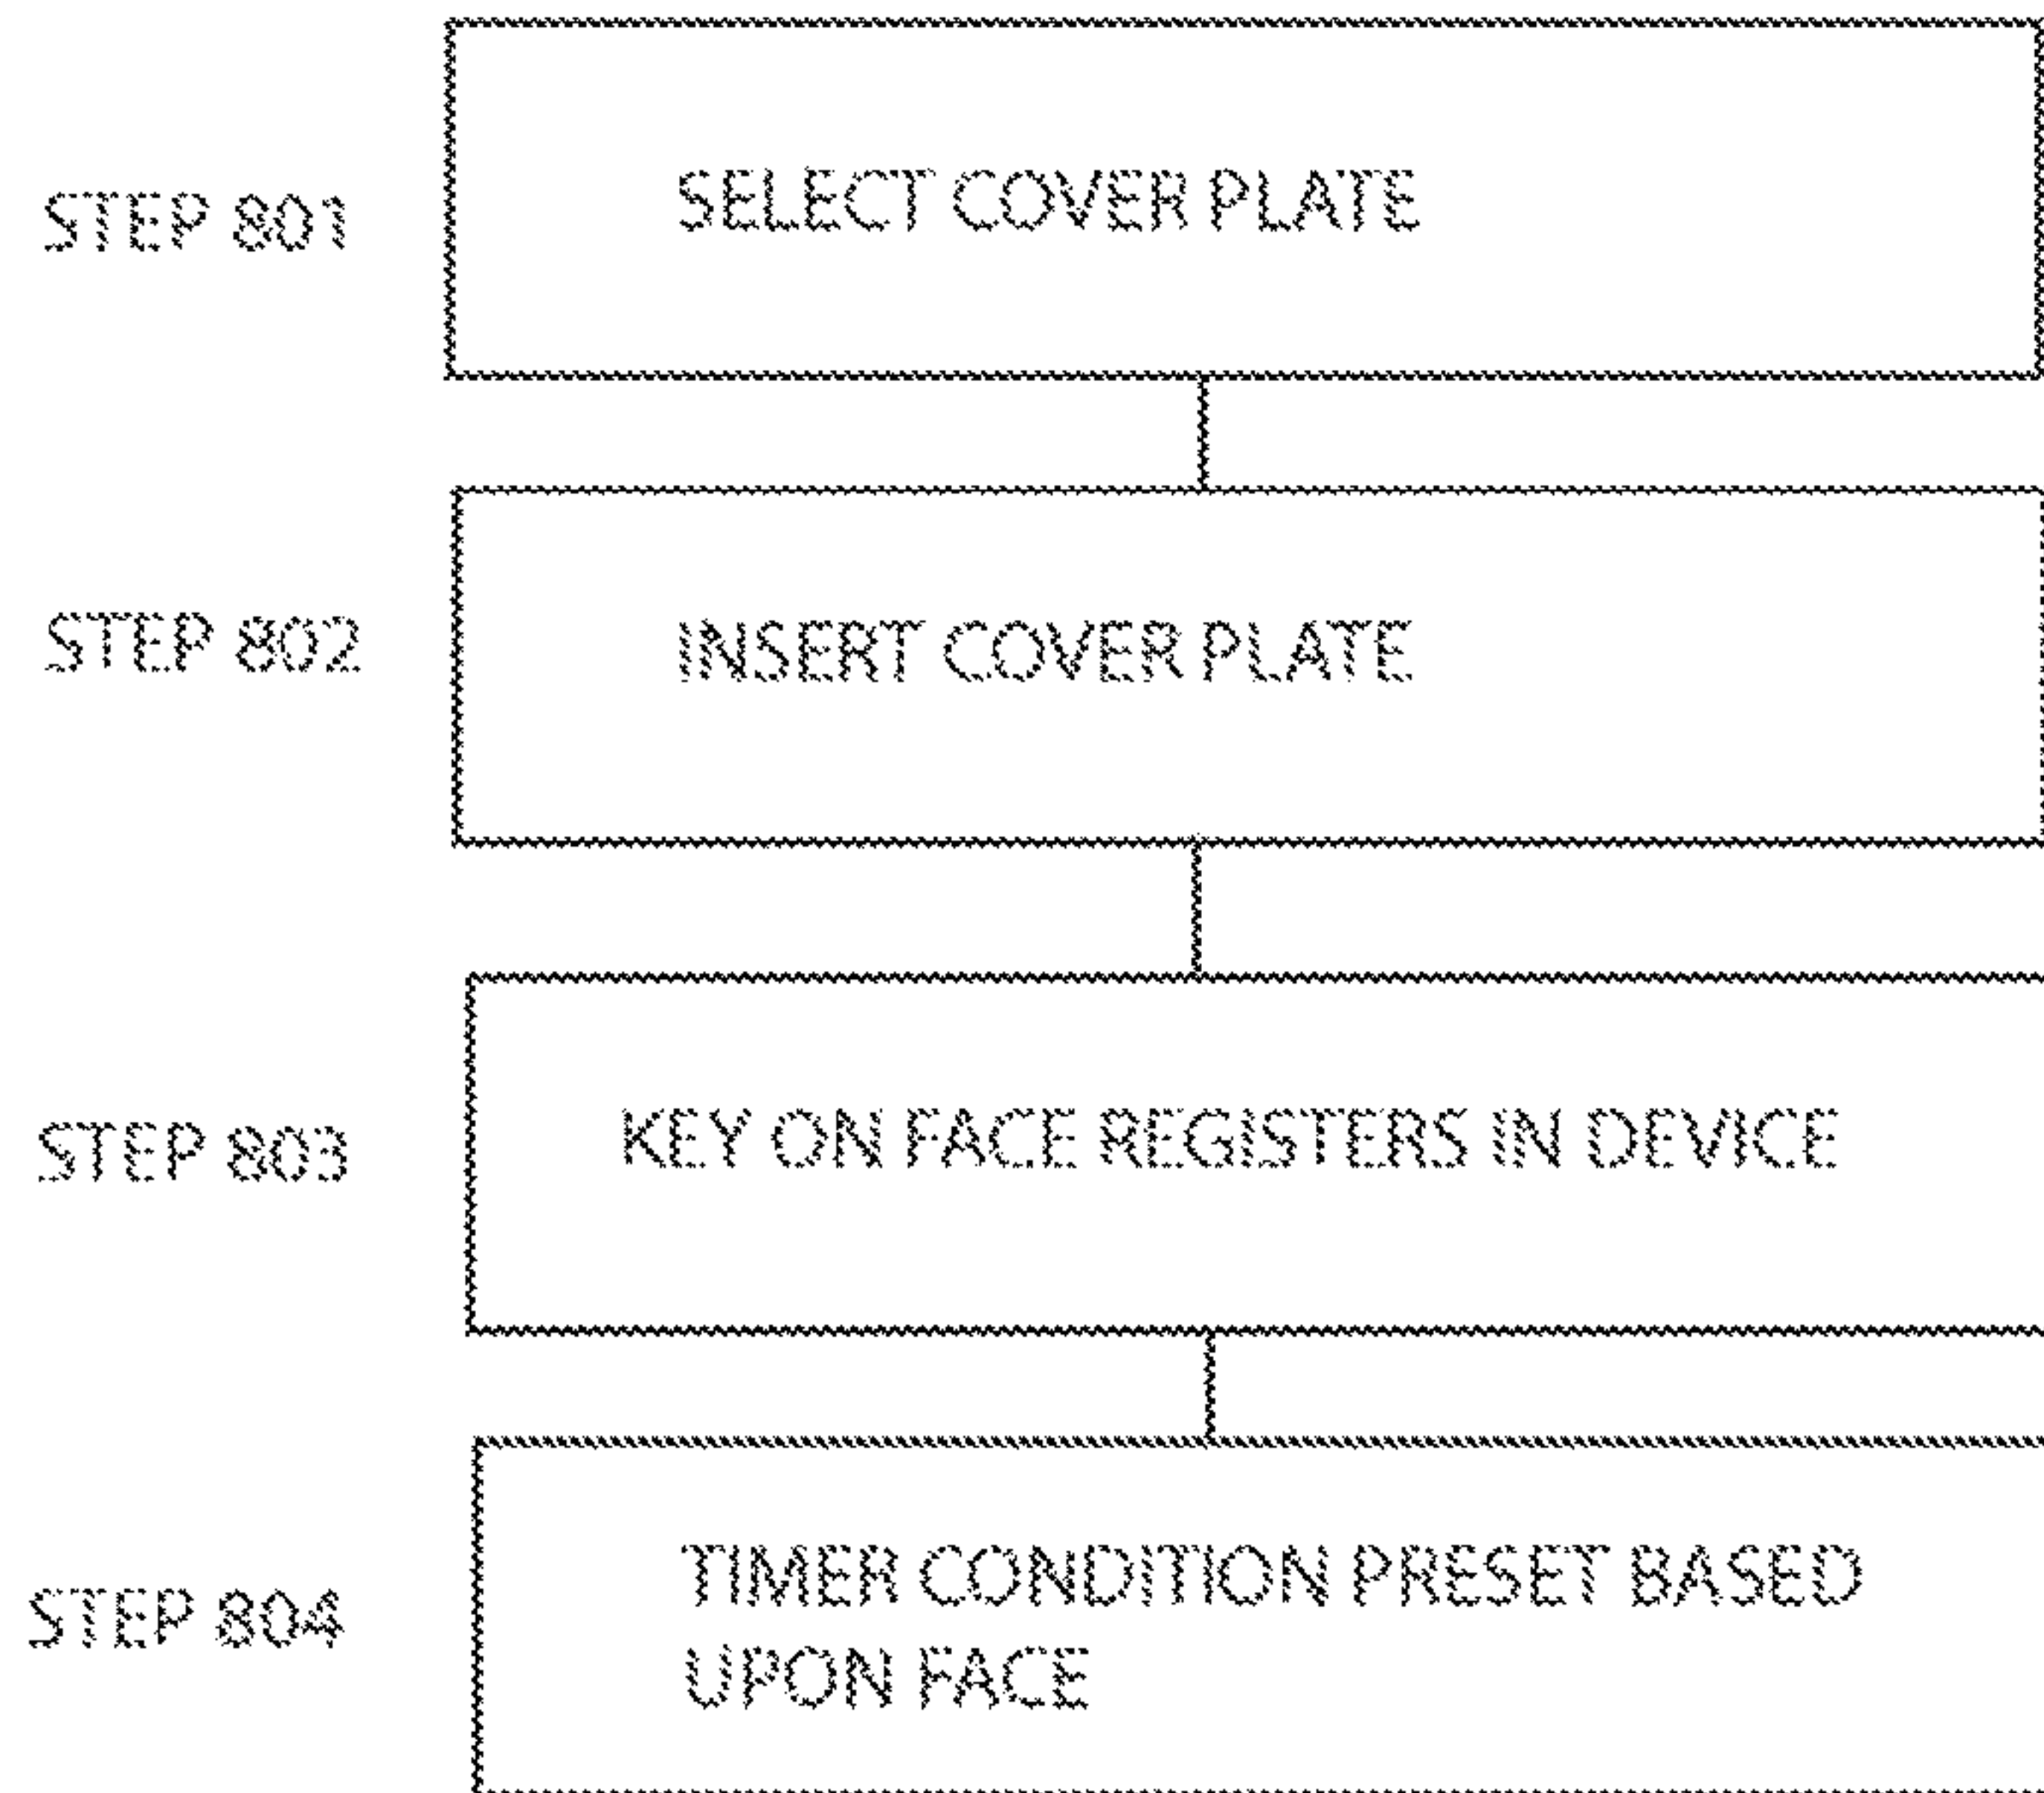 STEP 801
SELECT COVER PLATE
STEP 802
INSERT COVER PLATE
STEP 803
KEY ON FACE REGISTERS IN DEVICE
STEP 804
TIMER CONDITION PRESET BASED
UPON FACE